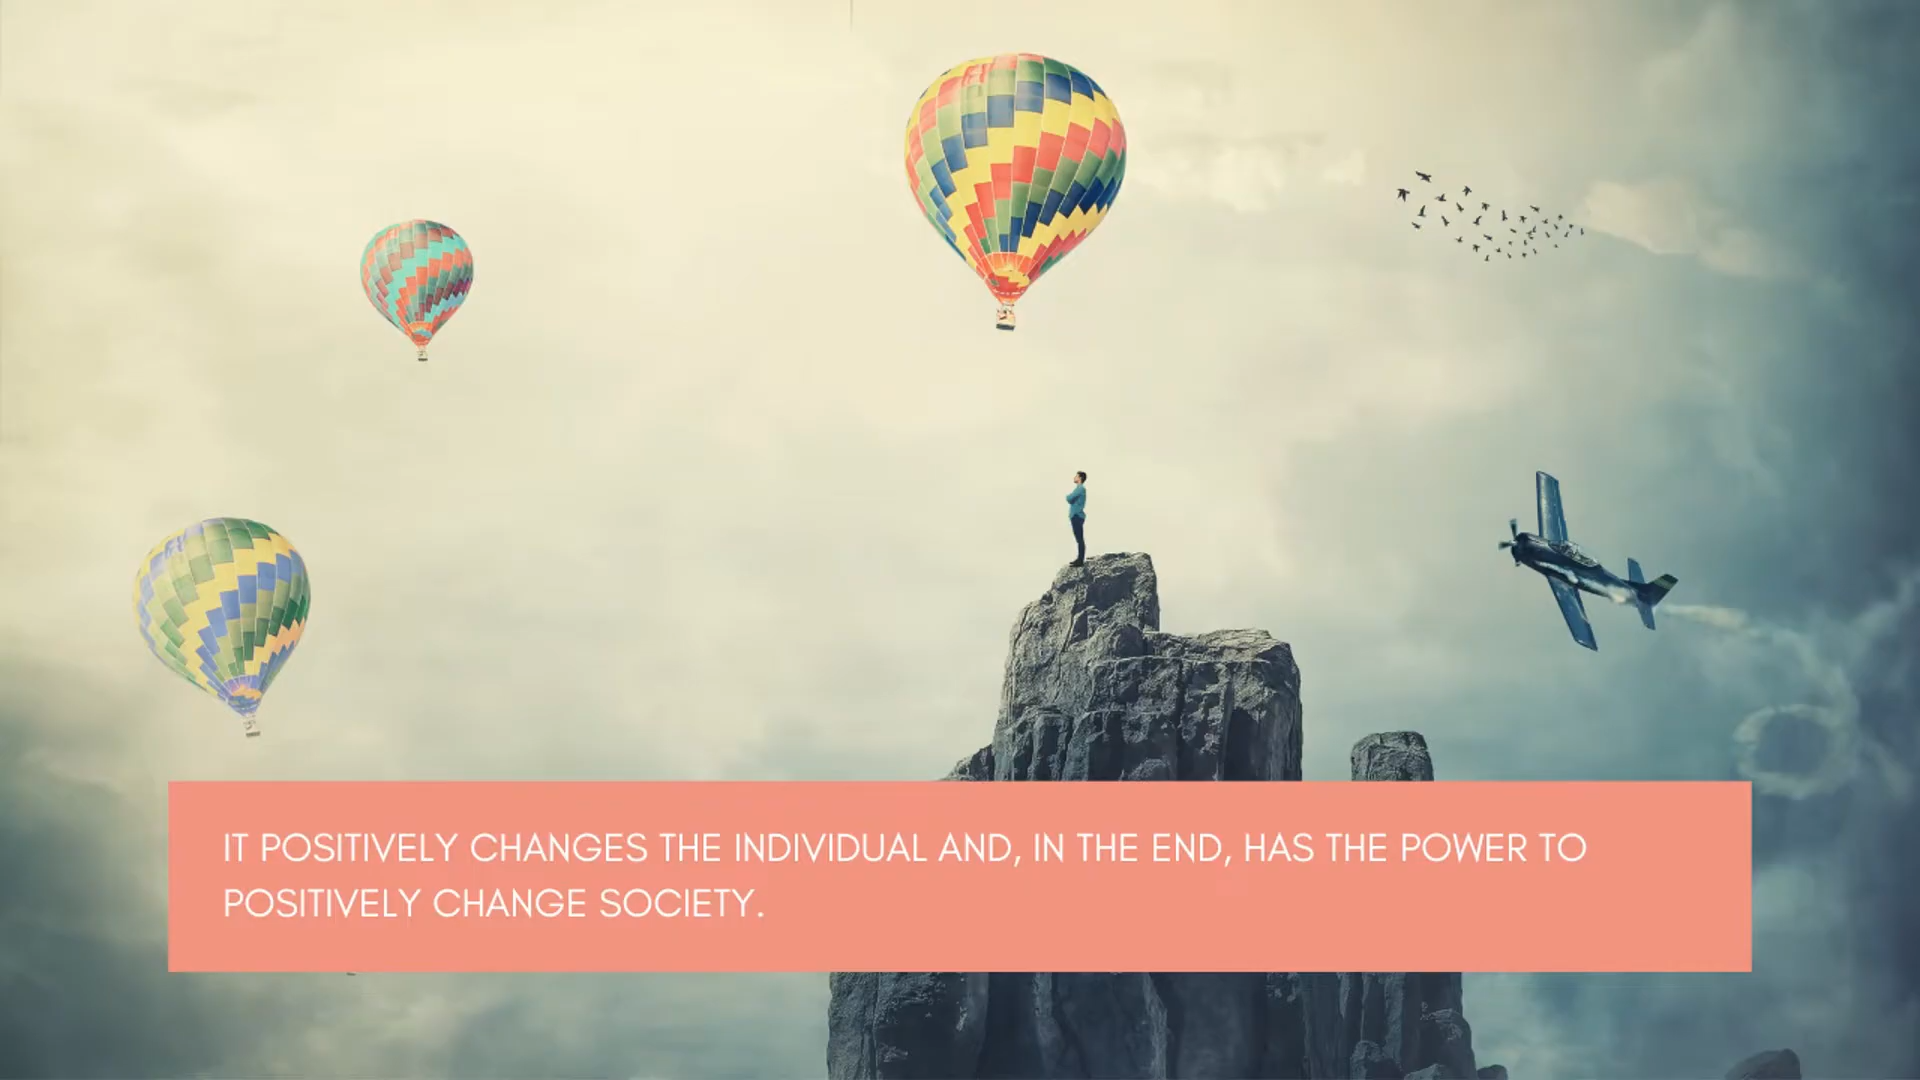 IT POSITIVELY CHANGES THE INDIVIDUAL AND, IN THE END, HAS THE POWER TO
POSITIVELY CHANGE SOCIETY.